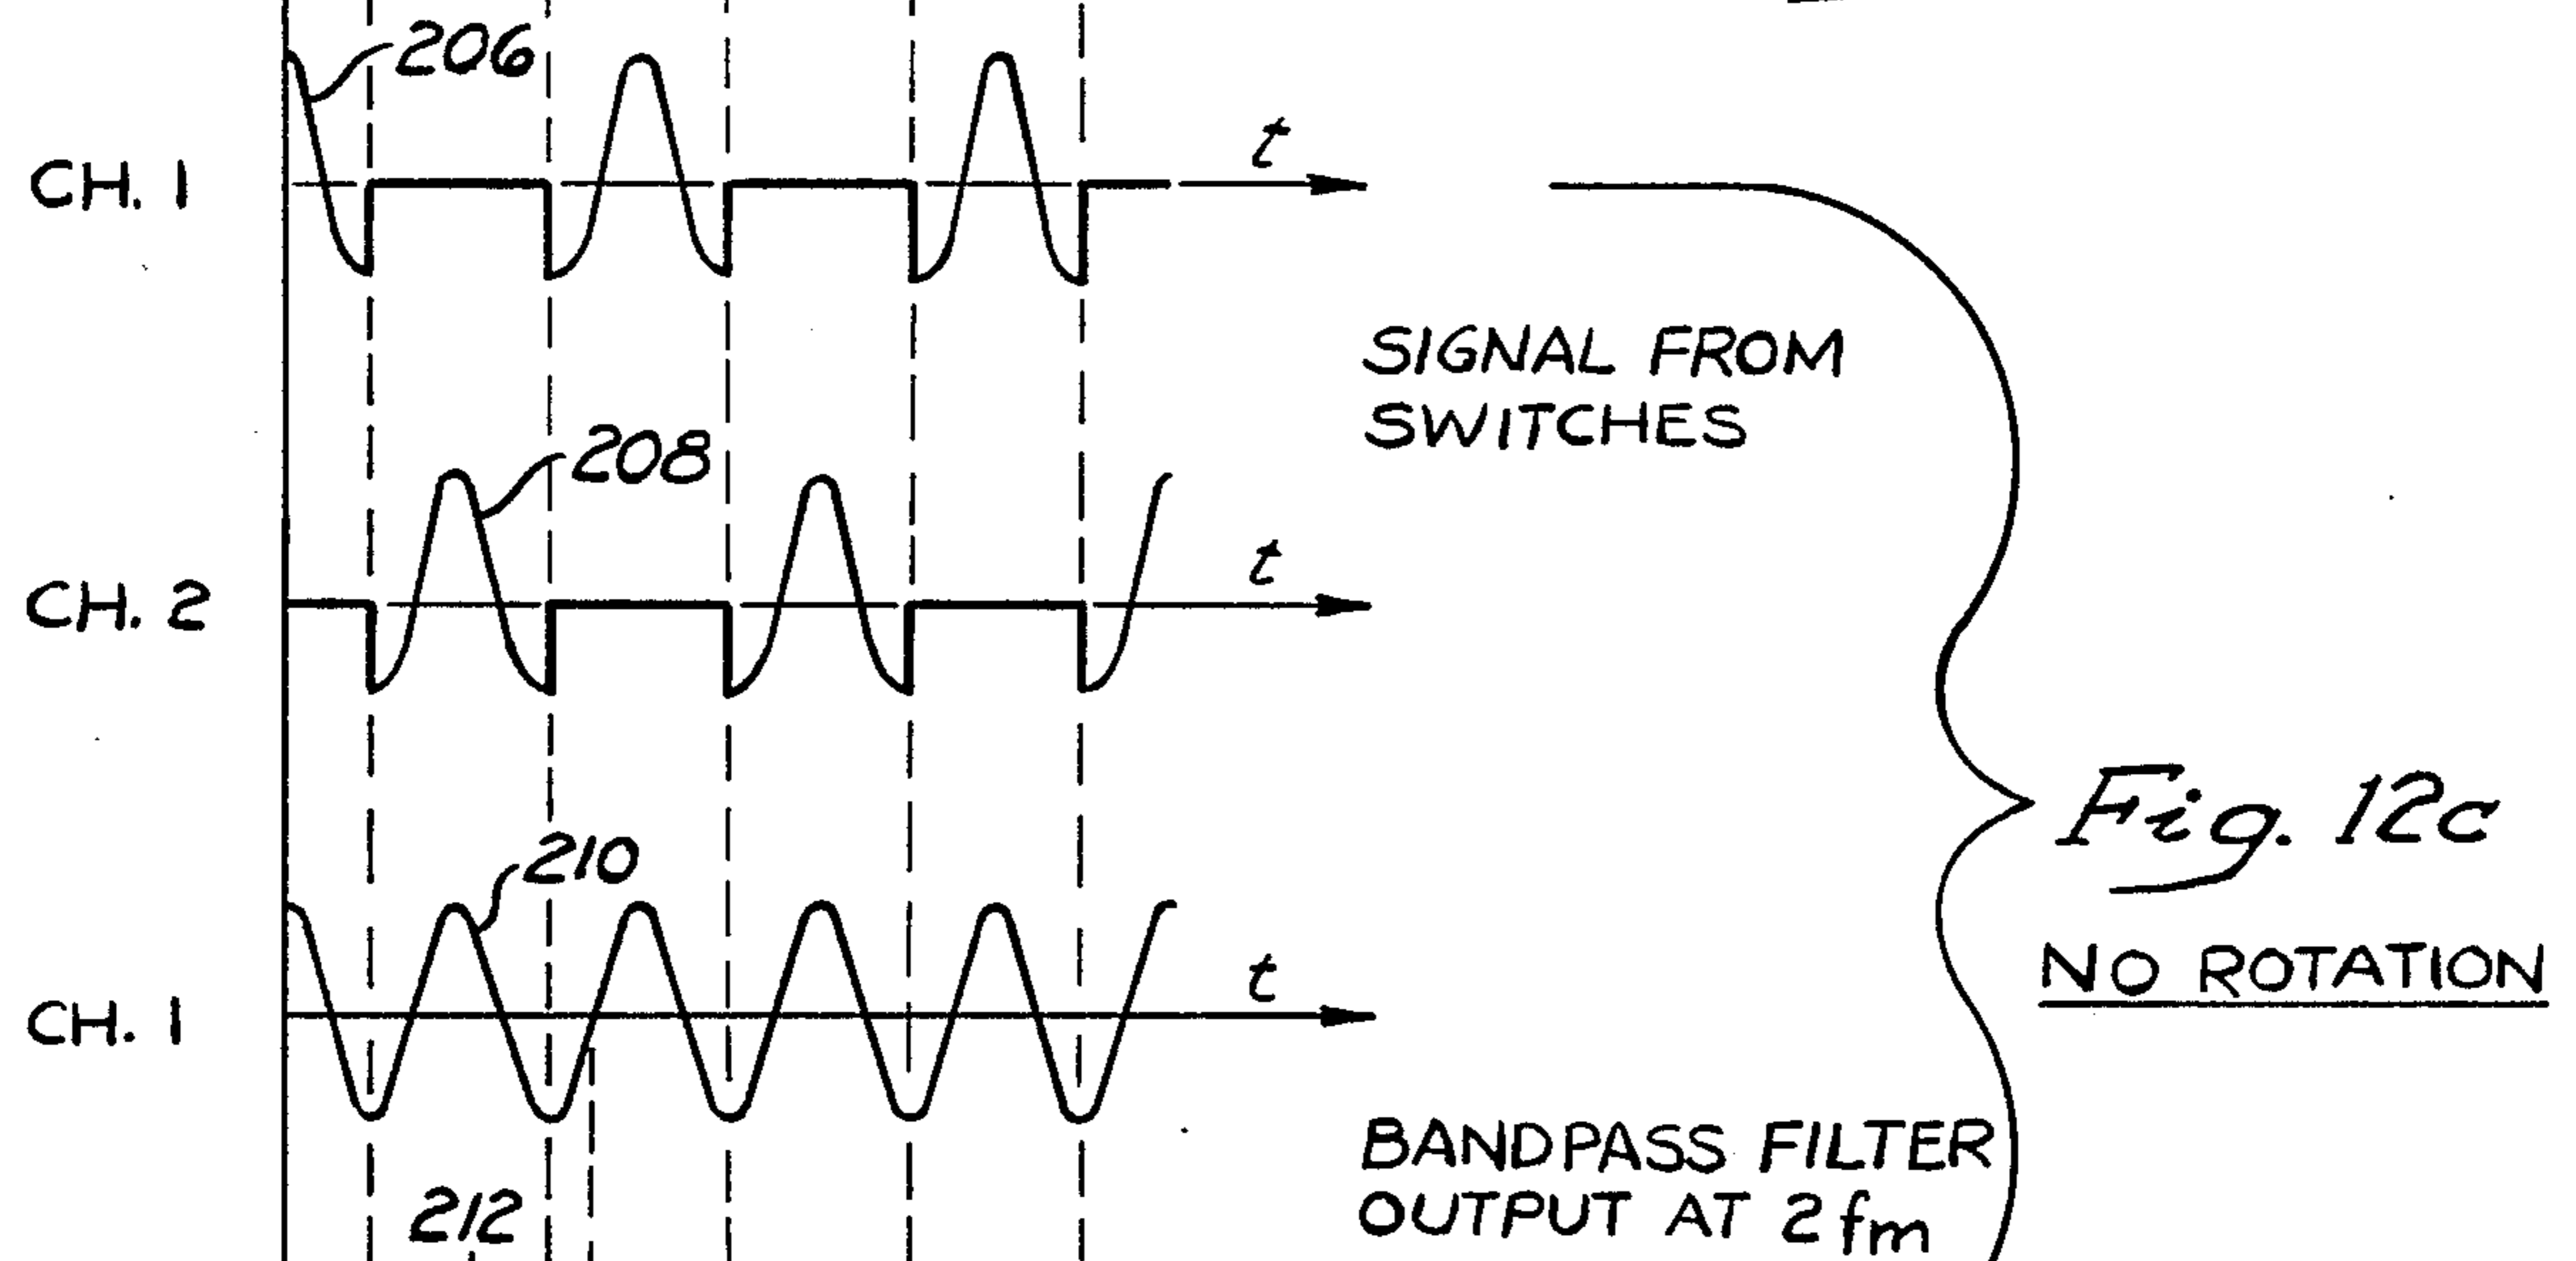 206
CH. 1
t
SIGNAL FROM
SWITCHES
208
CH. 2
t
210
CH. 1
t
Fig. 12c
NO ROTATION
BANDPASS FILTER
OUTPUT AT 2fm
212